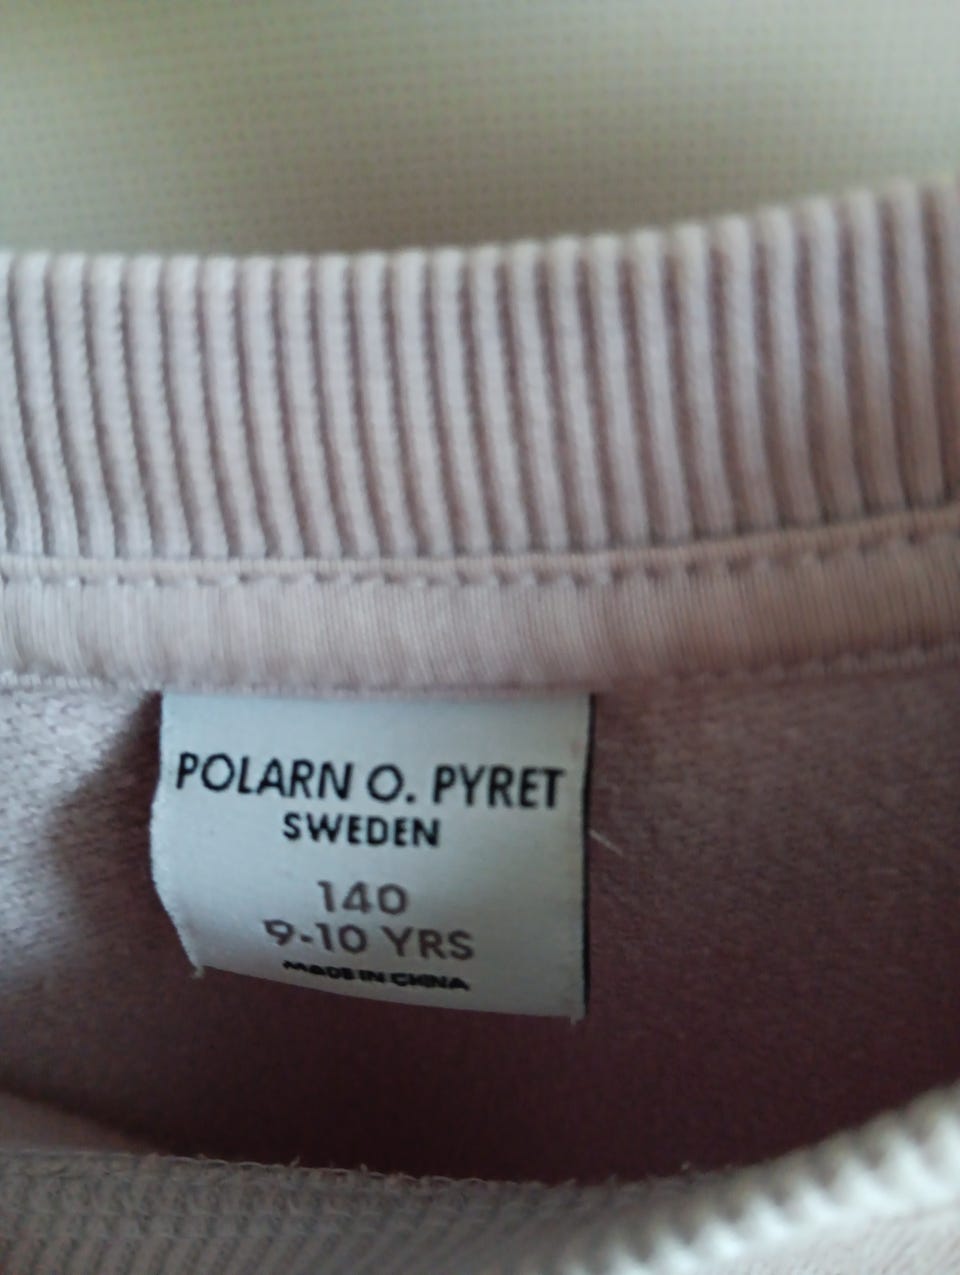 POLARN O. PYRET
SWEDEN
140
9-10 YRS
MADE IN CHINA